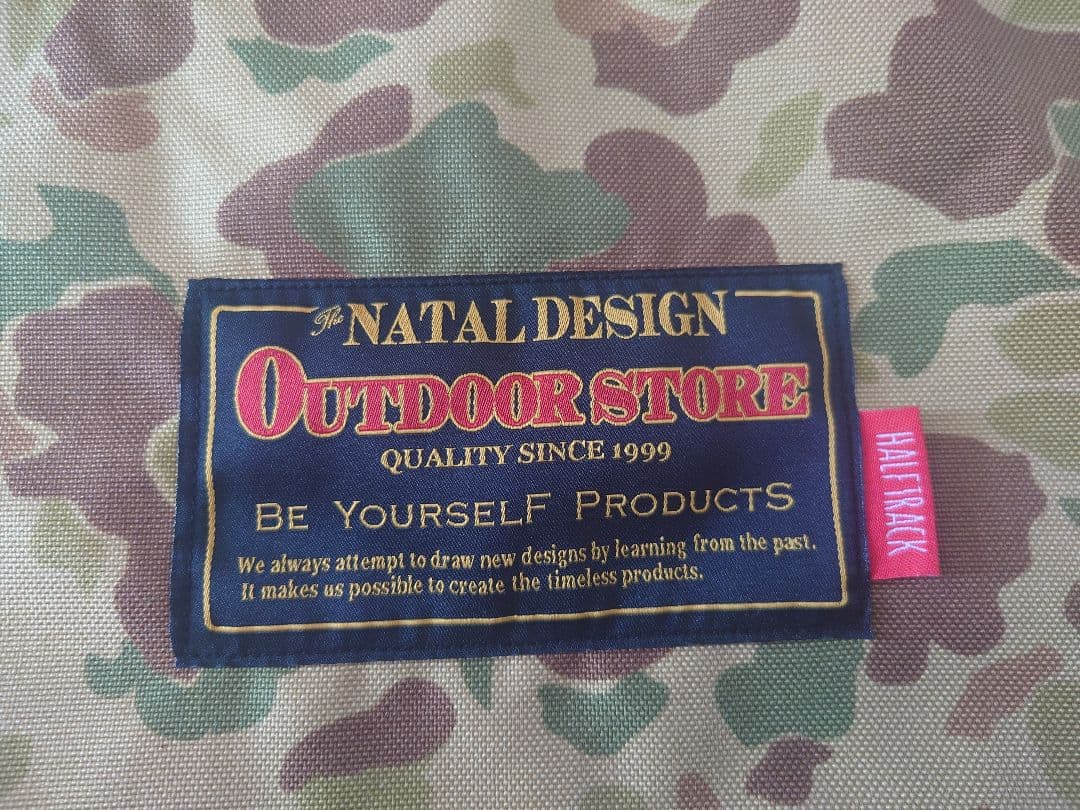 The NATAL DESIGN
OUTDOOR STORE
QUALITY SINCE 1999
BE YOURSELF PRODUCTS
We always attempt to draw new designs by learning from the past.
It makes us possible to create the timeless products.
HALFTRACK